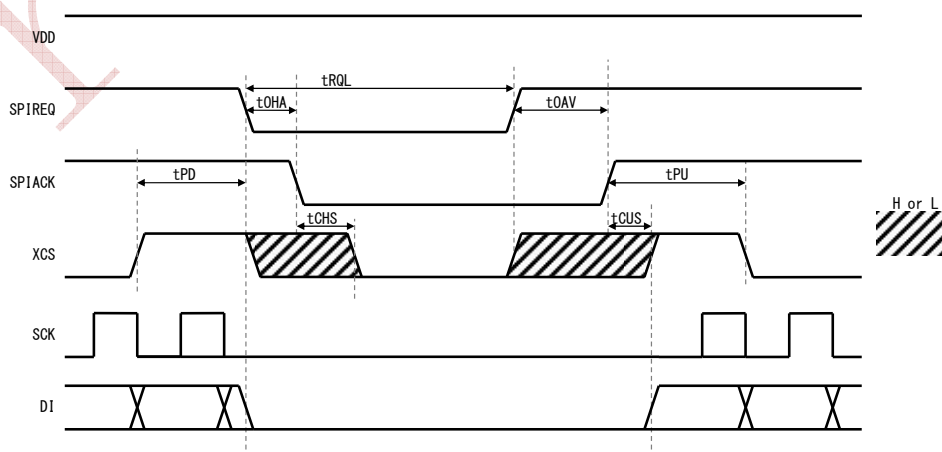 VDD
tRQL
SPIREQ
tOHA
tOAV
SPIACK
tPD
tPU
tCHS
tCUS
H or L
XCS
SCK
DI